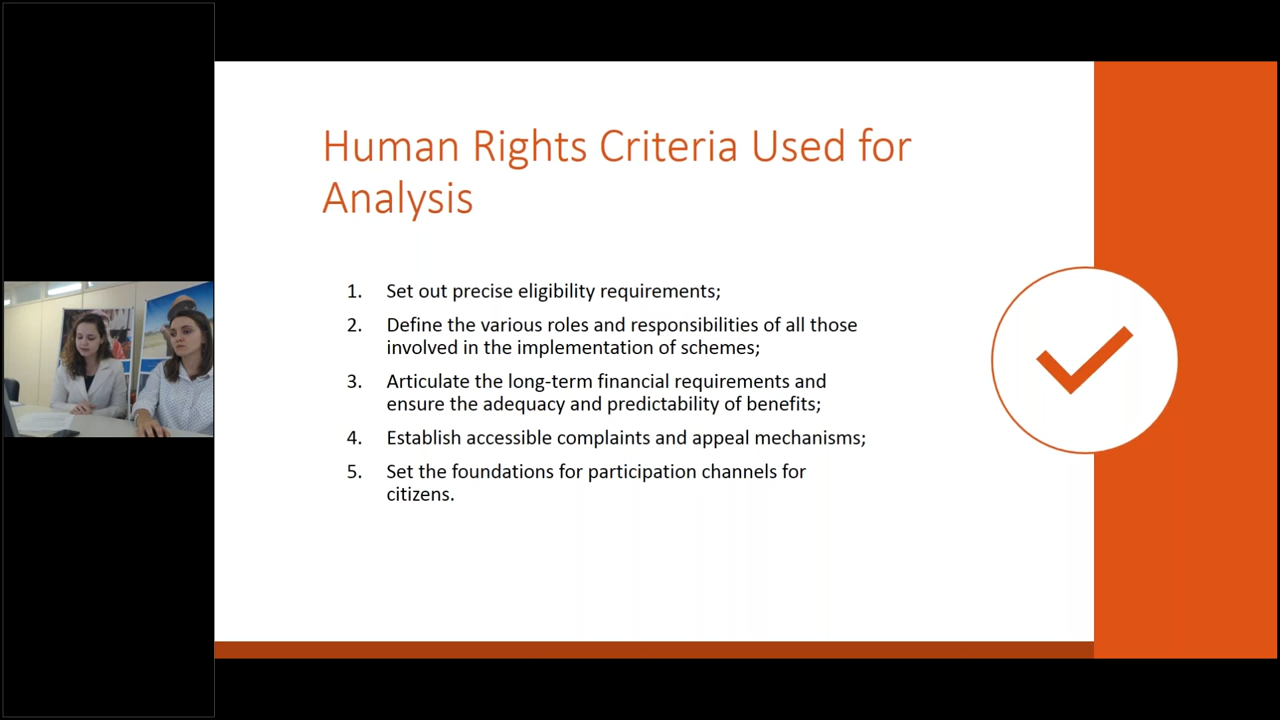 Human Rights Criteria Used for
Analysis
1. Set out precise eligibility requirements;
2. Define the various roles and responsibilities of all those
involved in the implementation of schemes;
3. Articulate the long-term financial requirements and
ensure the adequacy and predictability of benefits;
4. Establish accessible complaints and appeal mechanisms;
5. Set the foundations for participation channels for
citizens.